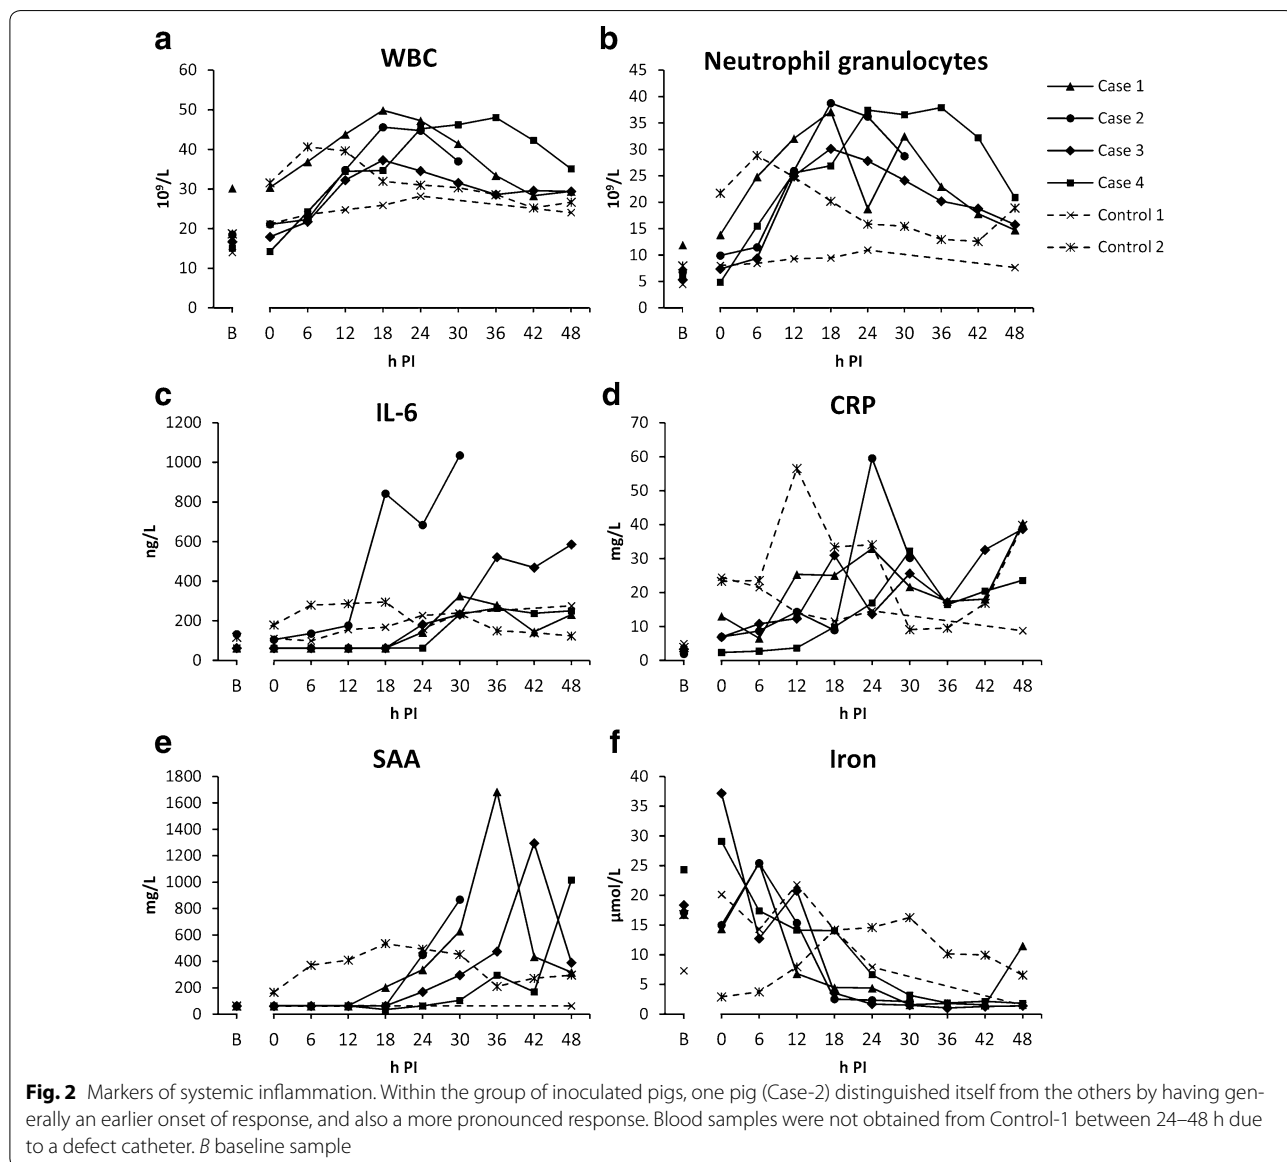 a
WBC
60
50
40
30
20
10
0
10⁹/L
B
0 6 12 18 24 30 36 42 48
h PI
b
Neutrophil granulocytes
45
40
35
30
25
20
15
10
5
0
10⁹/L
B
0 6 12 18 24 30 36 42 48
h PI
Case 1
Case 2
Case 3
Case 4
Control 1
Control 2
c
IL-6
1200
1000
800
600
400
200
0
ng/L
B
0 6 12 18 24 30 36 42 48
h PI
d
CRP
70
60
50
40
30
20
10
0
mg/L
B
0 6 12 18 24 30 36 42 48
h PI
e
SAA
1800
1600
1400
1200
1000
800
600
400
200
0
mg/L
B
0 6 12 18 24 30 36 42 48
h PI
f
Iron
40
35
30
25
20
15
10
5
0
µmol/L
B
0 6 12 18 24 30 36 42 48
h PI
Fig. 2 Markers of systemic inflammation. Within the group of inoculated pigs, one pig (Case-2) distinguished itself from the others by having gen-
erally an earlier onset of response, and also a more pronounced response. Blood samples were not obtained from Control-1 between 24–48 h due
to a defect catheter. B baseline sample